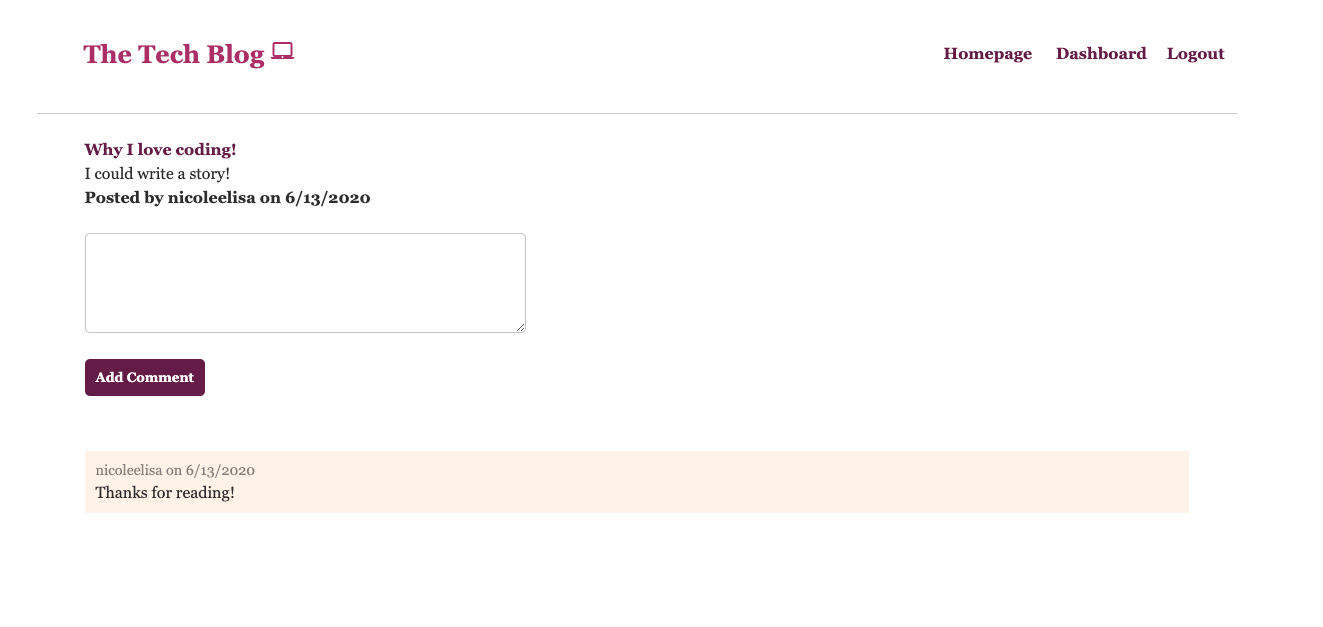 The Tech Blog
Homepage Dashboard Logout
Why I love coding!
I could write a story!
Posted by nicoleelisa on 6/13/2020
Add Comment
nicoleelisa on 6/13/2020
Thanks for reading!